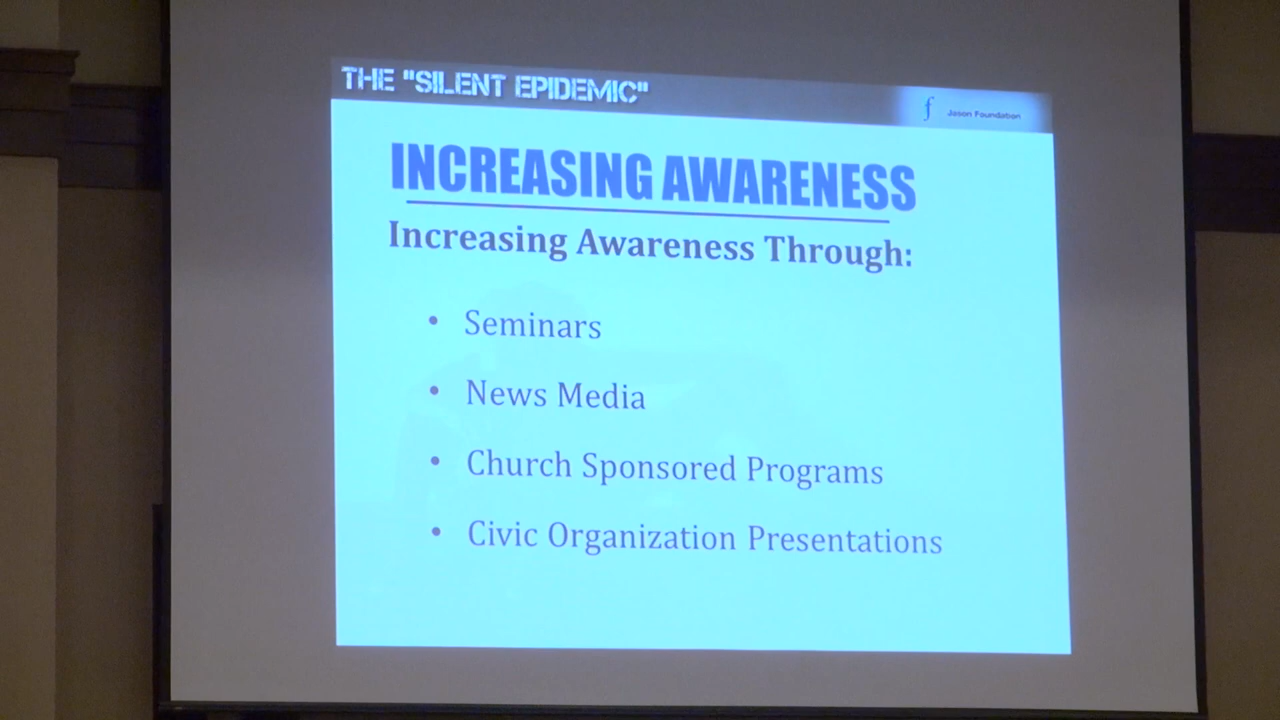 THE "SILENT EPIDEMIC"
f Jason Foundation
INCREASING AWARENESS
Increasing Awareness Through:
• Seminars
• News Media
• Church Sponsored Programs
• Civic Organization Presentations